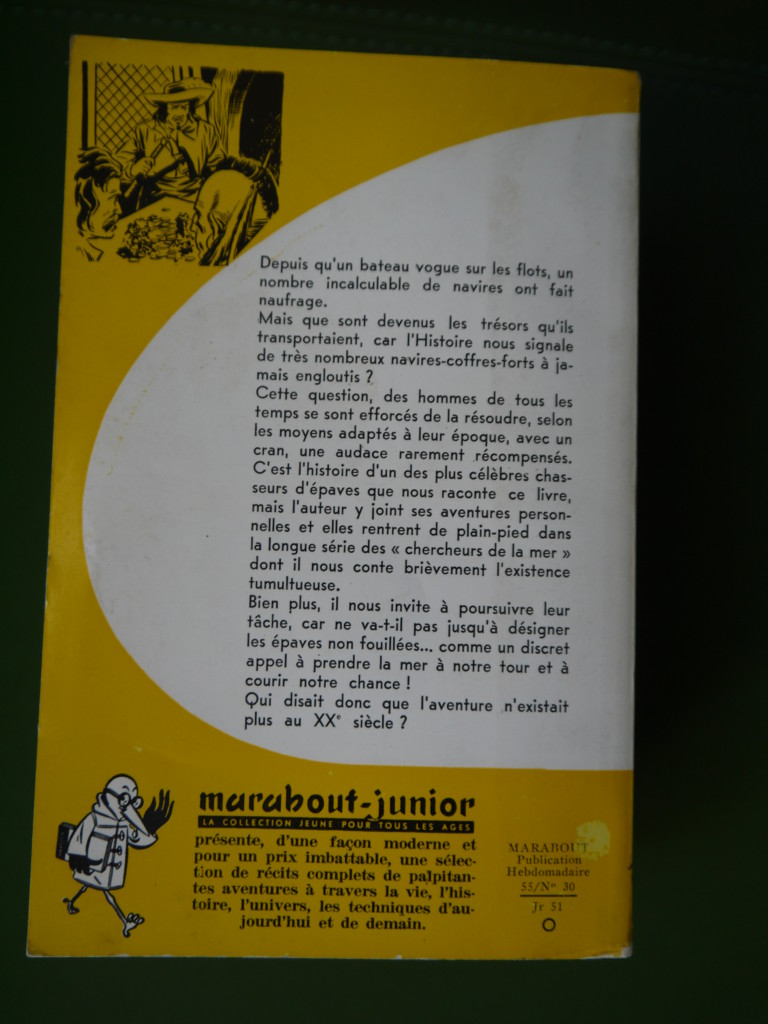 Depuis qu'un bateau vogue sur les flots, un
nombre incalculable de navires ont fait
naufrage.
Mais que sont devenus les trésors qu'ils
transportaient, car l'Histoire nous signale
de très nombreux navires-coffres-forts à ja-
mais engloutis ?
Cette question, des hommes de tous les
temps se sont efforcés de la résoudre, selon
les moyens adaptés à leur époque, avec un
cran, une audace rarement récompensés.
C'est l'histoire d'un des plus célèbres chas-
seurs d'épaves que nous raconte ce livre,
mais l'auteur y joint ses aventures person-
nelles et elles rentrent de plain-pied dans
la longue série des « chercheurs de la mer »
dont il nous conte brièvement l'existence
tumultueuse.
Bien plus, il nous invite à poursuivre leur
tâche, car ne va-t-il pas jusqu'à désigner
les épaves non fouillées... comme un discret
appel à prendre la mer à notre tour et à
courir notre chance !
Qui disait donc que l'aventure n'existait
plus au XXe siècle ?
marabout-junior
LA COLLECTION JEUNE POUR TOUS LES AGES
présente, d'une façon moderne et
pour un prix imbattable, une sélec-
tion de récits complets de palpitan-
tes aventures à travers la vie, l'his-
toire, l'univers, les techniques d'au-
jourd'hui et de demain.
MARABOUT
Publication
Hebdomadaire
55/No 30
Jr 51